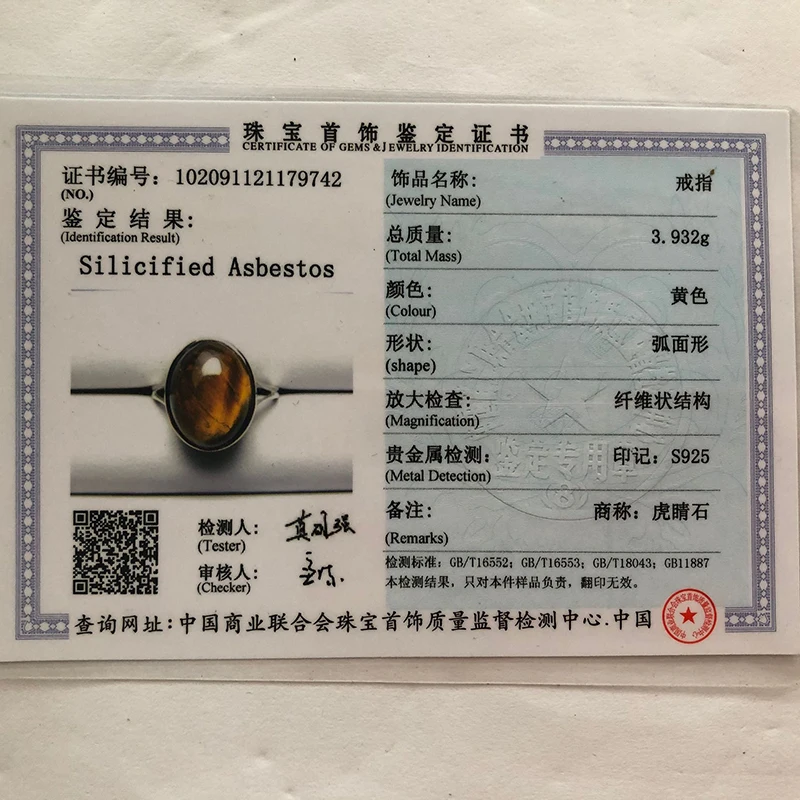 珠宝首饰鉴定证书
CERTIFICATE OF GEMS & JEWELRY IDENTIFICATION
证书编号: 102091121179742
(NO.)
鉴定结果:
(Identification Result)
Silicified Asbestos
检测人:
(Tester)
审核人:
(Checker)
饰品名称: 戒指
(Jewelry Name)
总质量: 3.932g
(Total Mass)
颜色: 黄色
(Colour)
形状: 弧面形
(shape)
放大检查: 纤维状结构
(Magnification)
贵金属检测: 印记: S925
(Metal Detection)
备注: 商称: 虎睛石
(Remarks)
检测标准: GB/T16552; GB/T16553; GB/T18043; GB11887
本检测结果, 只对本件样品负责, 翻印无效。
鉴定专用章
查询网址:中国商业联合会珠宝首饰质量监督检测中心.中国